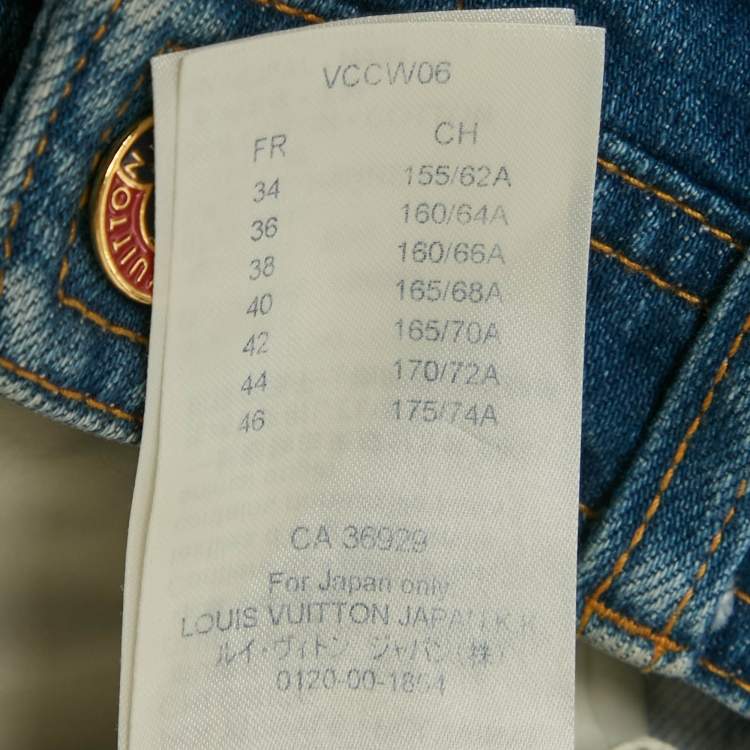 VCCW06
FR CH
34 155/62A
36 160/64A
38 160/66A
40 165/68A
42 165/70A
44 170/72A
46 175/74A
CA 36929
For Japan only
LOUIS VUITTON JAPAN K.K
ルイ・ヴィトン ジャパン(株)
0120-00-1854
VUITTON